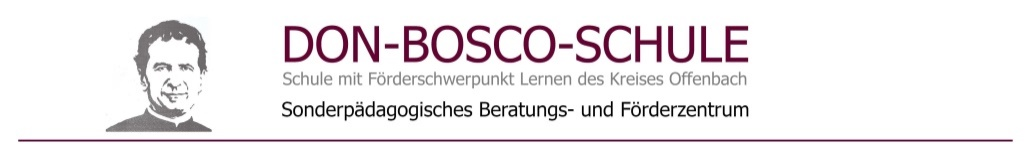 DON-BOSCO-SCHULE
Schule mit Förderschwerpunkt Lernen des Kreises Offenbach
Sonderpädagogisches Beratungs- und Förderzentrum